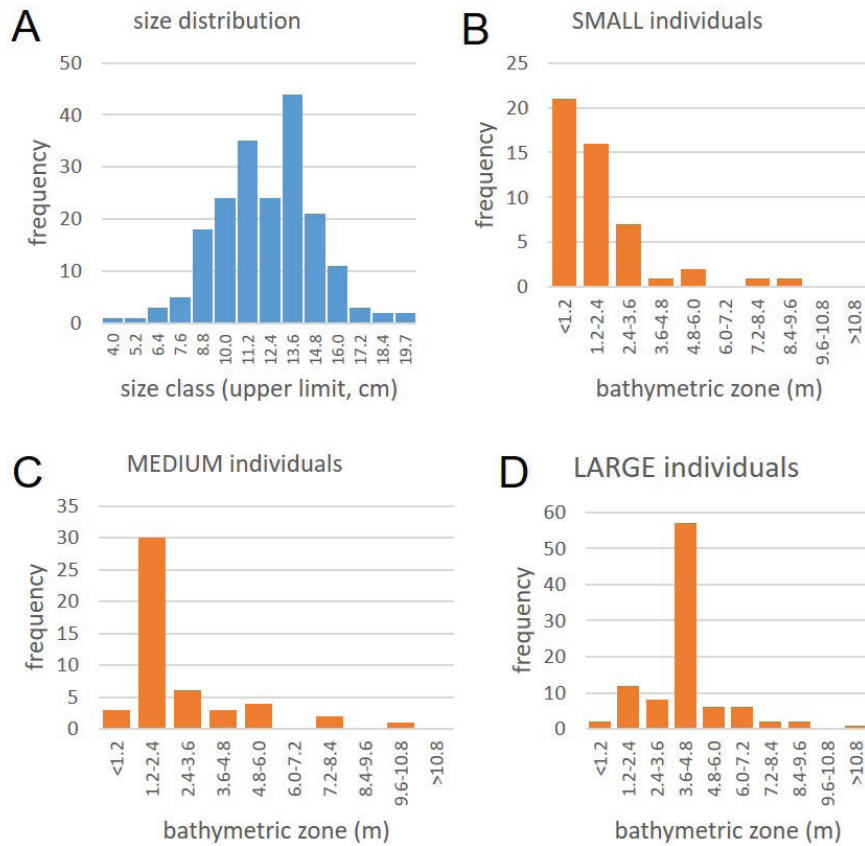 A
size distribution
50
40
30
20
10
0
frequency
4.0 5.2 6.4 7.6 8.8 10.0 11.2 12.4 13.6 14.8 16.0 17.2 18.4 19.7
size class (upper limit, cm)
B
SMALL individuals
25
20
15
10
5
0
frequency
<1.2 1.2-2.4 2.4-3.6 3.6-4.8 4.8-6.0 6.0-7.2 7.2-8.4 8.4-9.6 9.6-10.8 >10.8
bathymetric zone (m)
C
MEDIUM individuals
35
30
25
20
15
10
5
0
frequency
<1.2 1.2-2.4 2.4-3.6 3.6-4.8 4.8-6.0 6.0-7.2 7.2-8.4 8.4-9.6 9.6-10.8 >10.8
bathymetric zone (m)
D
LARGE individuals
60
50
40
30
20
10
0
frequency
<1.2 1.2-2.4 2.4-3.6 3.6-4.8 4.8-6.0 6.0-7.2 7.2-8.4 8.4-9.6 9.6-10.8 >10.8
bathymetric zone (m)